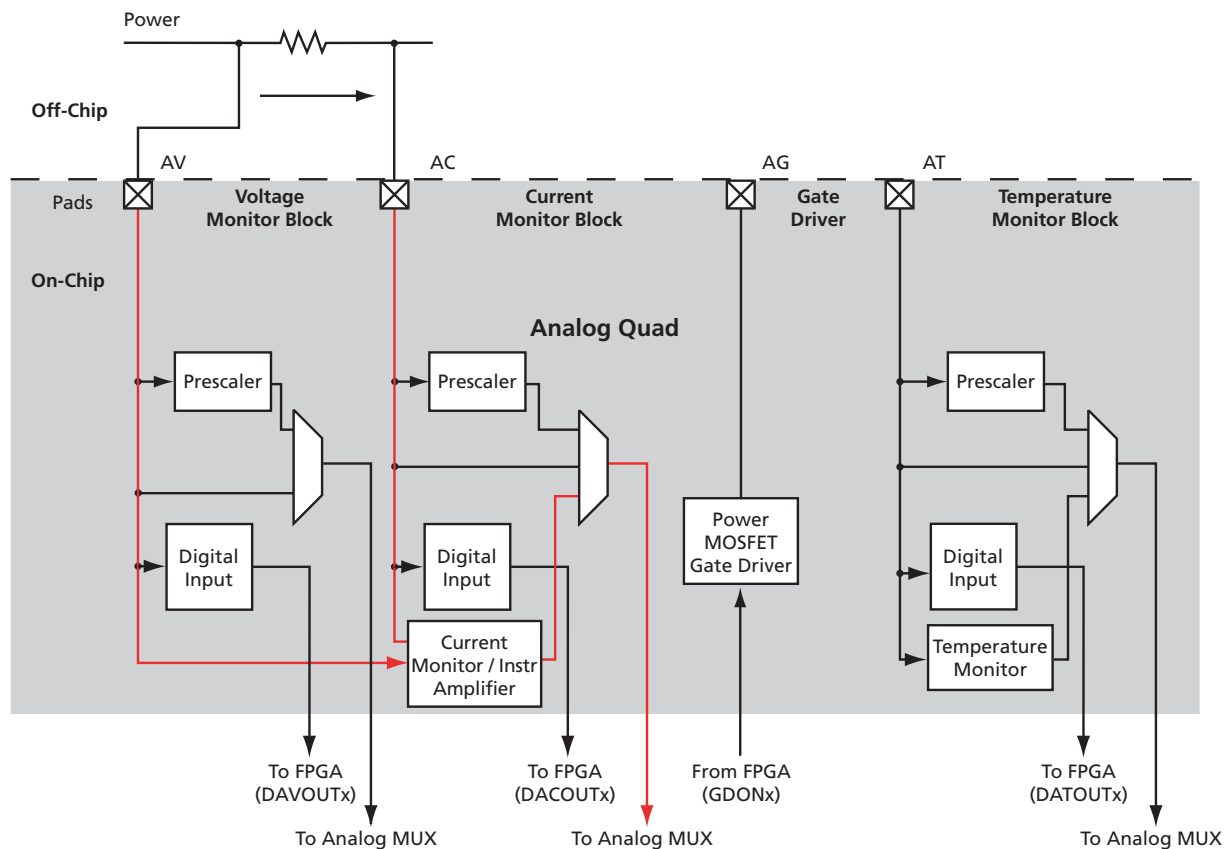 Power
Off-Chip
AV
AC
AG
AT
Pads
Voltage
Monitor Block
Current
Monitor Block
Gate
Driver
Temperature
Monitor Block
On-Chip
Analog Quad
Prescaler
Prescaler
Prescaler
Digital
Input
Digital
Input
Power
MOSFET
Gate Driver
Digital
Input
Current
Monitor / Instr
Amplifier
Temperature
Monitor
To FPGA
(DAVOUTx)
To FPGA
(DACOUTx)
From FPGA
(GDONx)
To FPGA
(DATOUTx)
To Analog MUX
To Analog MUX
To Analog MUX